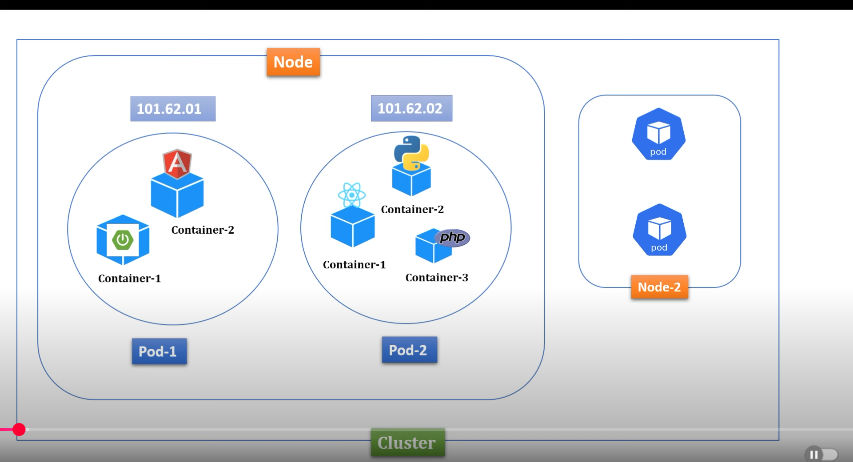 Node
101.62.01
101.62.02
Container-2
Container-1
Container-2
Container-1
php
Container-3
Pod-1
Pod-2
pod
pod
Node-2
Cluster